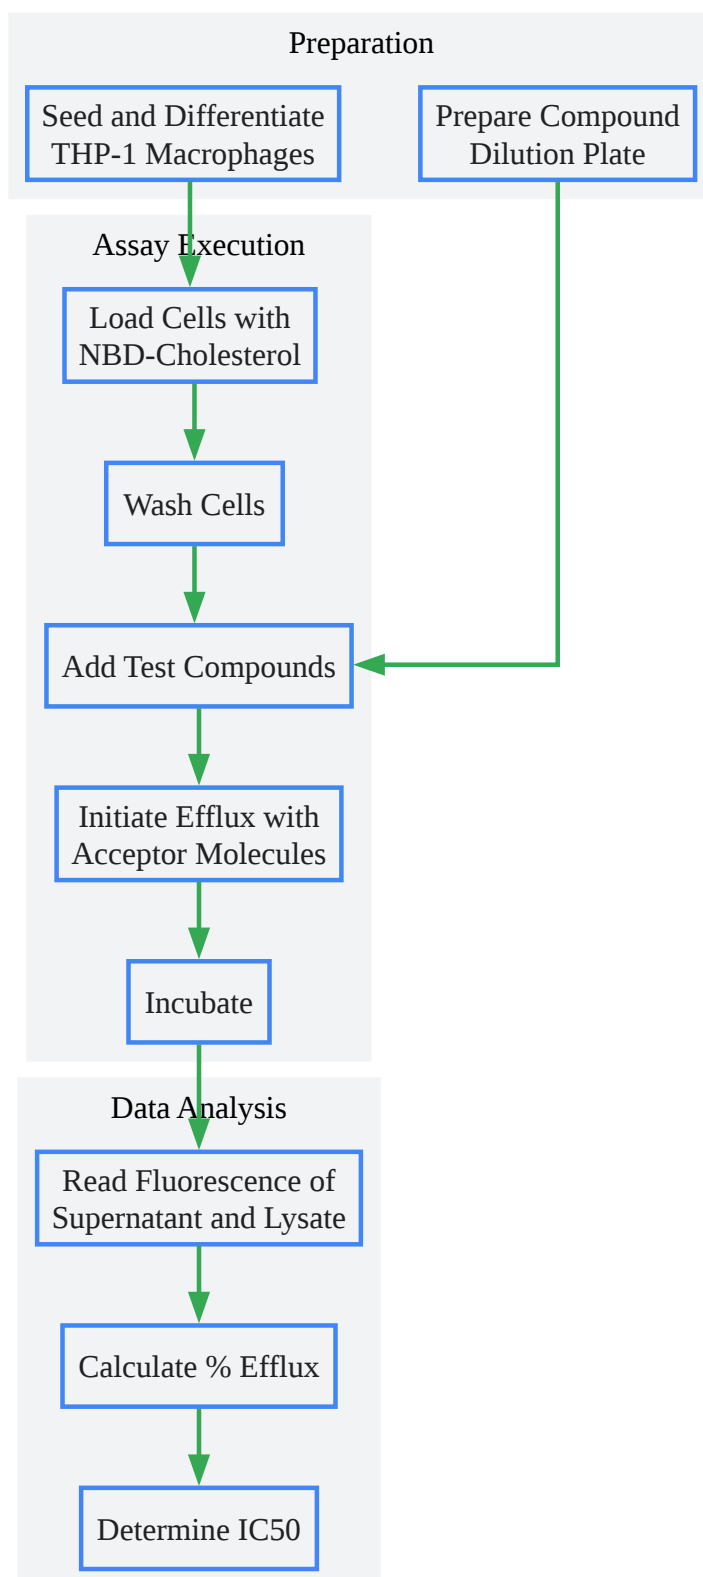 Preparation
Seed and Differentiate
THP-1 Macrophages
Prepare Compound
Dilution Plate
Assay Execution
Load Cells with
NBD-Cholesterol
Wash Cells
Add Test Compounds
Initiate Efflux with
Acceptor Molecules
Incubate
Data Analysis
Read Fluorescence of
Supernatant and Lysate
Calculate % Efflux
Determine IC50